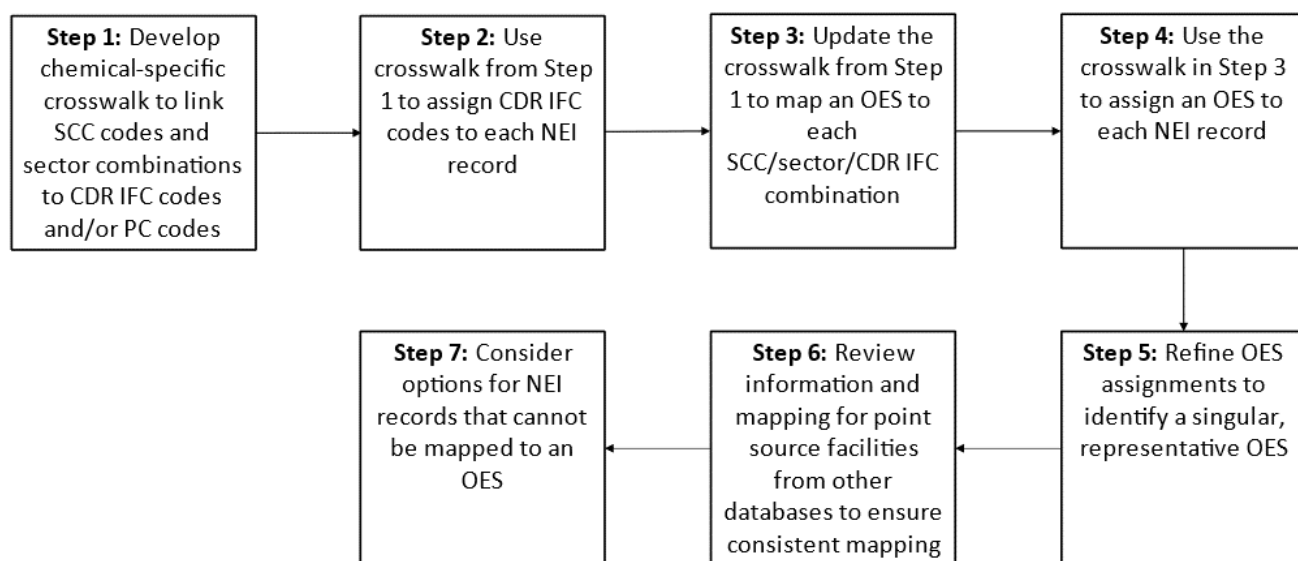 Step 1: Develop
chemical-specific
crosswalk to link
SCC codes and
sector combinations
to CDR IFC codes
and/or PC codes
Step 2: Use
crosswalk from Step
1 to assign CDR IFC
codes to each NEI
record
Step 3: Update the
crosswalk from Step
1 to map an OES to
each
SCC/sector/CDR IFC
combination
Step 4: Use the
crosswalk in Step 3
to assign an OES to
each NEI record
Step 5: Refine OES
assignments to
identify a singular,
representative OES
Step 6: Review
information and
mapping for point
source facilities
from other
databases to ensure
consistent mapping
Step 7: Consider
options for NEI
records that cannot
be mapped to an
OES